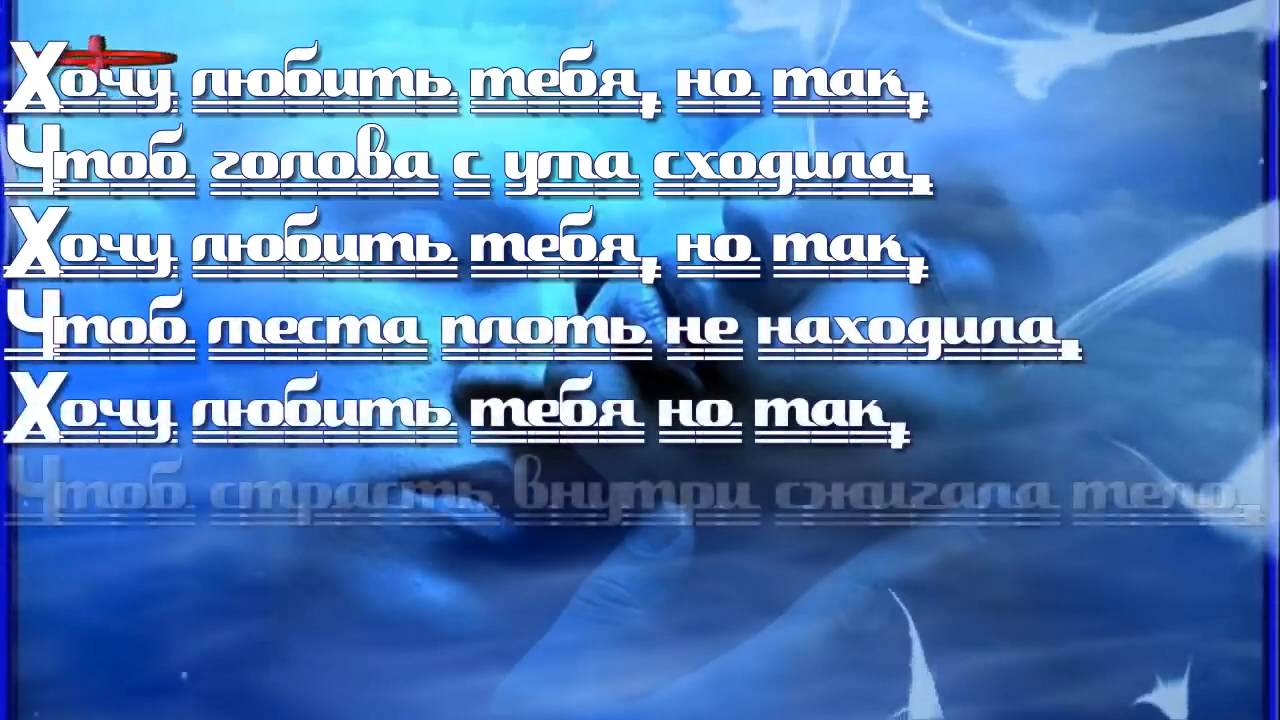 Хочу любить тебя, но так,
Чтоб голова с ума сходила,
Хочу любить тебя, но так,
Чтоб места плоть не находила,
Хочу любить тебя но так,
Чтоб страсть внутри сжигала тело,